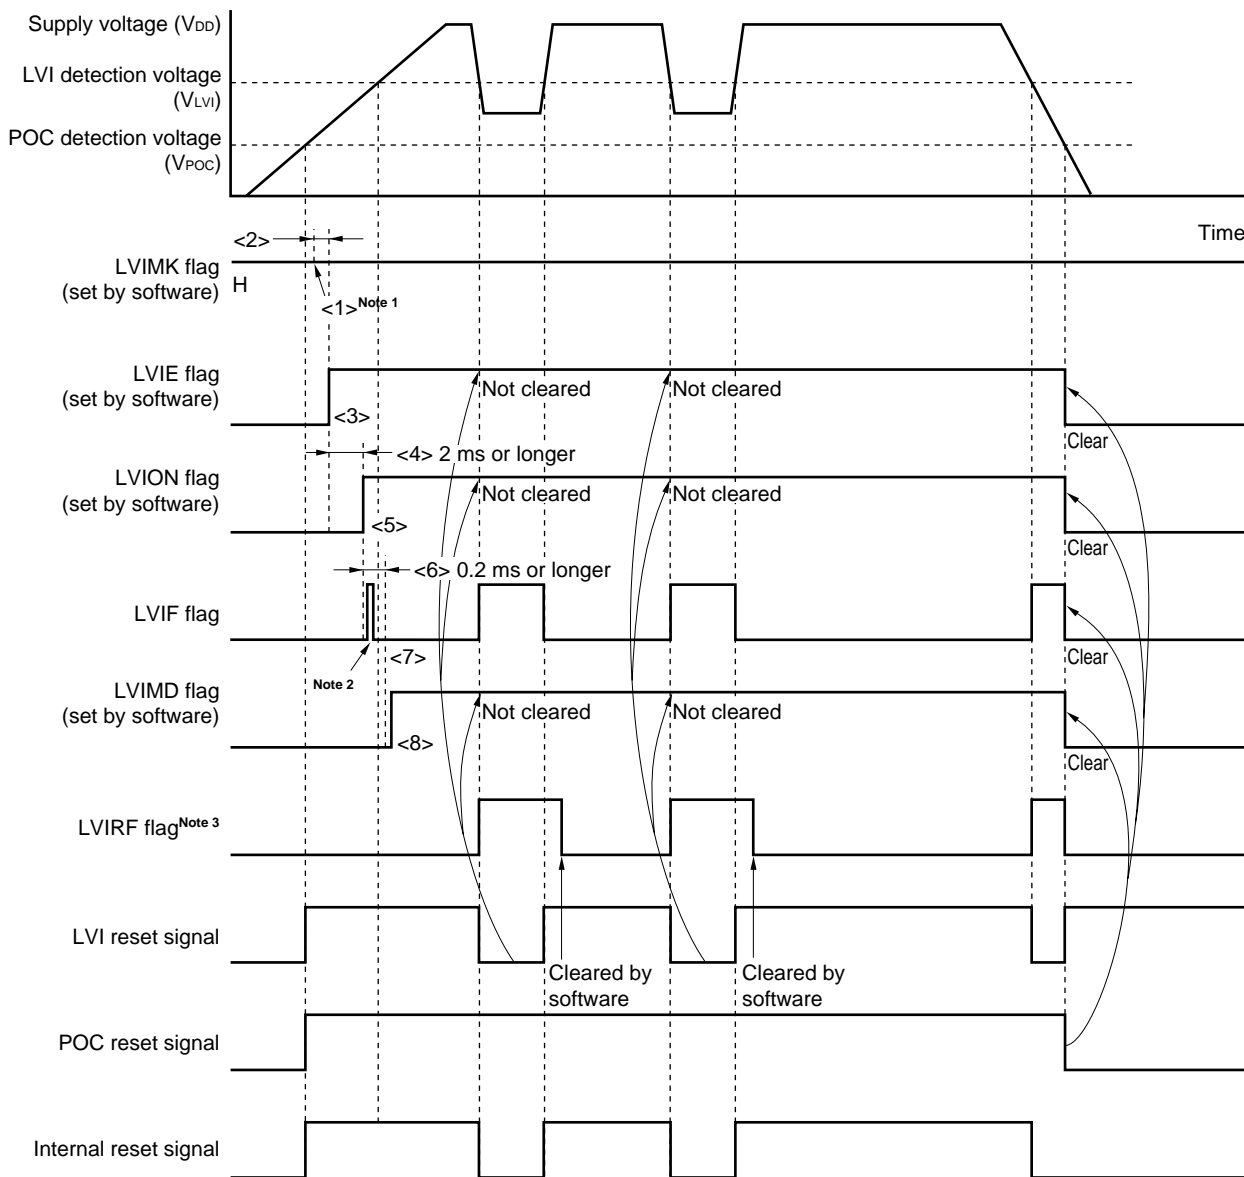 Supply voltage (VDD)
LVI detection voltage
(VLVI)
POC detection voltage
(VPOC)
Time
<2>
LVIMK flag
(set by software)
H
<1>Note 1
LVIE flag
(set by software)
Not cleared
Not cleared
<3>
Clear
<4> 2 ms or longer
LVION flag
(set by software)
Not cleared
Not cleared
<5>
Clear
<6> 0.2 ms or longer
LVIF flag
Note 2
<7>
Clear
LVIMD flag
(set by software)
Not cleared
Not cleared
<8>
Clear
LVIRF flagNote 3
LVI reset signal
Cleared by
software
Cleared by
software
POC reset signal
Internal reset signal